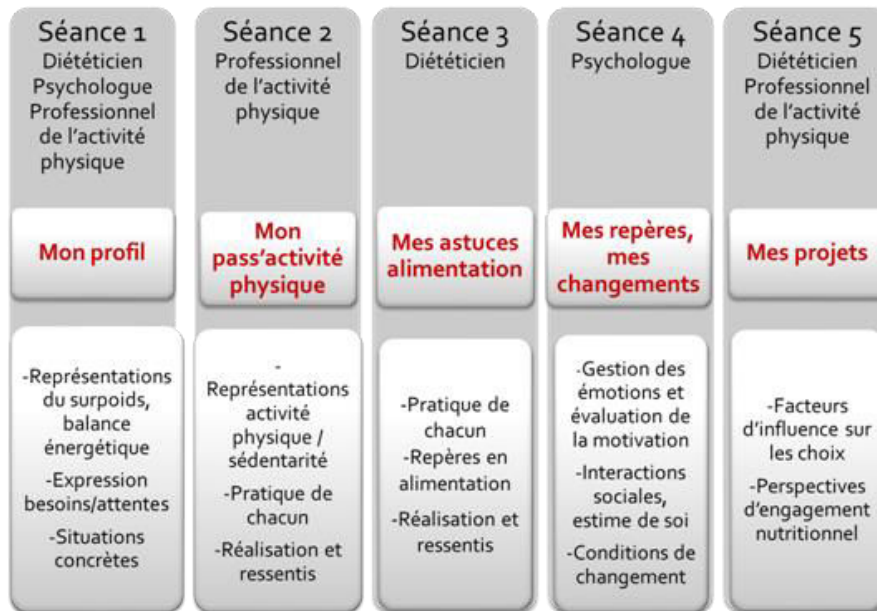 Séance 1
Diététicien
Psychologue
Professionnel
de l'activité
physique
Mon profil
-Représentations
du surpoids,
balance
énergétique
-Expression
besoins/attentes
-Situations
concrètes
Séance 2
Professionnel
de l'activité
physique
Mon
pass'activité
physique
-
Représentations
activité
physique /
sédentarité
-Pratique de
chacun
-Réalisation et
ressentis
Séance 3
Diététicien
Mes astuces
alimentation
-Pratique de
chacun
-Repères en
alimentation
-Réalisation et
ressentis
Séance 4
Psychologue
Mes repères,
mes
changements
-Gestion des
émotions et
évaluation de
la motivation
-Interactions
sociales,
estime de soi
-Conditions de
changement
Séance 5
Diététicien
Professionnel
de l'activité
physique
Mes projets
-Facteurs
d'influence sur
les choix
-Perspectives
d'engagement
nutritionnel